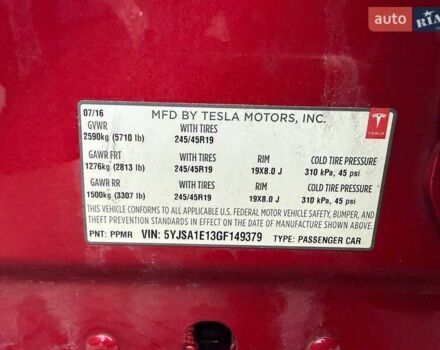 auto RIA
07/16 MFD BY TESLA MOTORS, INC.
GVWR WITH TIRES
2590kg (5710 lb) 245/45R19
GAWR FRT WITH TIRES RIM COLD TIRE PRESSURE
1276kg (2813 lb) 245/45R19 19X8.0 J 310 kPa, 45 psi
GAWR RR WITH TIRES RIM COLD TIRE PRESSURE
1500kg (3307 lb) 245/45R19 19X8.0 J 310 kPa, 45 psi
THIS VEHICLE CONFORMS TO ALL APPLICABLE U.S. FEDERAL MOTOR VEHICLE SAFETY, BUMPER, AND
THEFT PREVENTION STANDARDS IN EFFECT ON THE DATE OF MANUFACTURE SHOWN ABOVE.
PNT: PPMR VIN: 5YJSA1E13GF149379 TYPE: PASSENGER CAR
TESLA